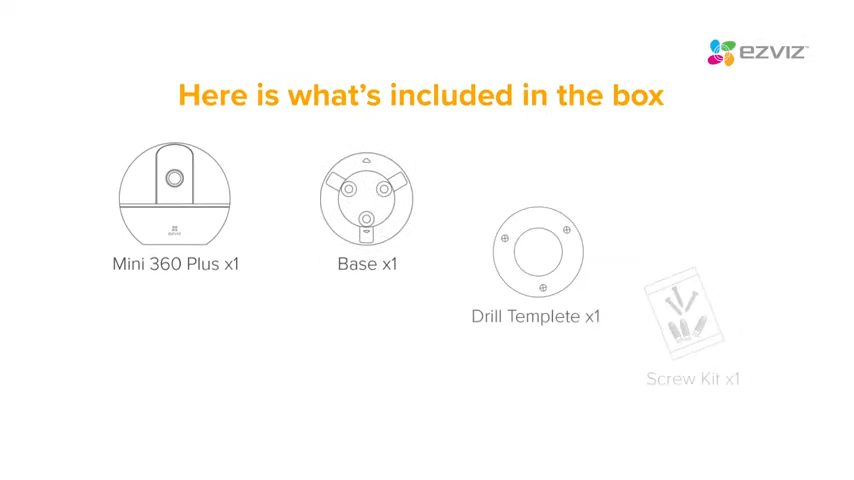 ezviz
Here is what's included in the box
ezviz
Mini 360 Plus x1
Base x1
Drill Templete x1
Screw Kit x1